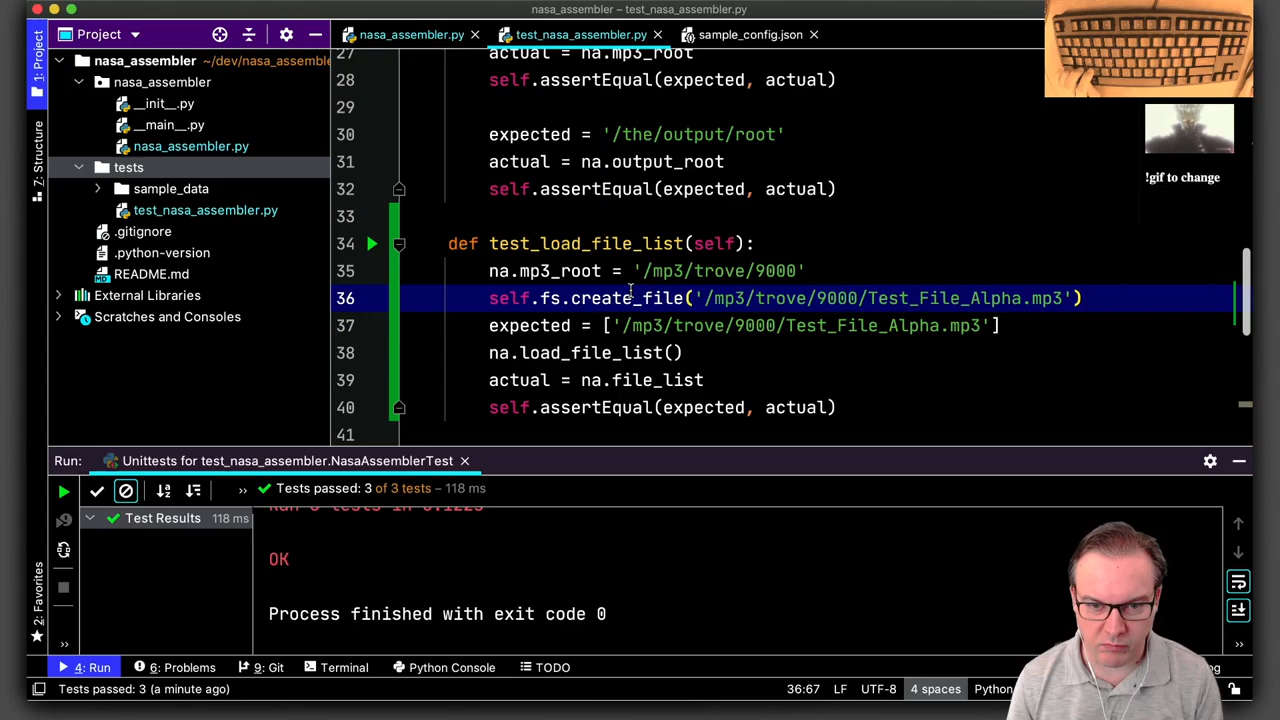 nasa_assembler – test_nasa_assembler.py
Project
nasa_assembler.py
test_nasa_assembler.py
sample_config.json
1: Project
7: Structure
2: Favorites
nasa_assembler ~/dev/nasa_assemble
nasa_assembler
__init__.py
__main__.py
nasa_assembler.py
tests
sample_data
test_nasa_assembler.py
.gitignore
.python-version
README.md
External Libraries
Scratches and Consoles
27 actual = na.mp3_root
28 self.assertEqual(expected, actual)
29
30 expected = '/the/output/root'
31 actual = na.output_root
32 self.assertEqual(expected, actual)
33
34 def test_load_file_list(self):
35 na.mp3_root = '/mp3/trove/9000'
36 self.fs.create_file('/mp3/trove/9000/Test_File_Alpha.mp3')
37 expected = ['/mp3/trove/9000/Test_File_Alpha.mp3']
38 na.load_file_list()
39 actual = na.file_list
40 self.assertEqual(expected, actual)
41
!gif to change
Run: Unittests for test_nasa_assembler.NasaAssemblerTest
Tests passed: 3 of 3 tests – 118 ms
Test Results 118 ms
OK
Process finished with exit code 0
4: Run
6: Problems
9: Git
Terminal
Python Console
TODO
Tests passed: 3 (a minute ago)
36:67 LF UTF-8 4 spaces Python